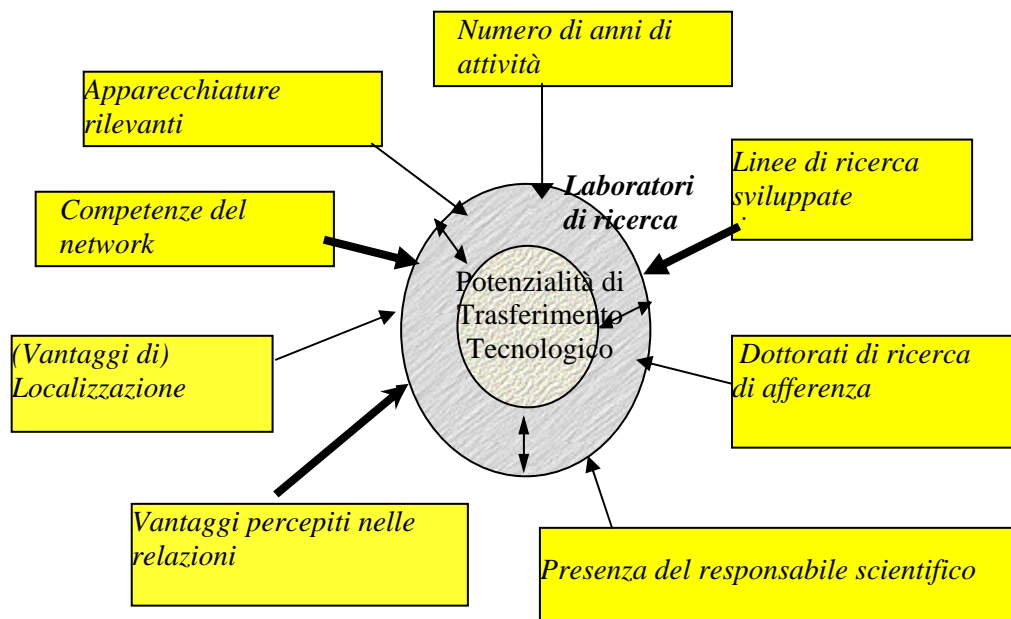 Numero di anni di
attività
Apparecchiature
rilevanti
Laboratori
di ricerca
Linee di ricerca
sviluppate
Competenze del
network
Potenzialità di
Trasferimento
Tecnologico
(Vantaggi di)
Localizzazione
Dottorati di ricerca
di afferenza
Vantaggi percepiti nelle
relazioni
Presenza del responsabile scientifico